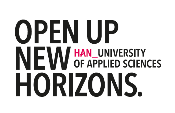 OPEN UP
NEW HAN_UNIVERSITY
OF APPLIED SCIENCES
HORIZONS.